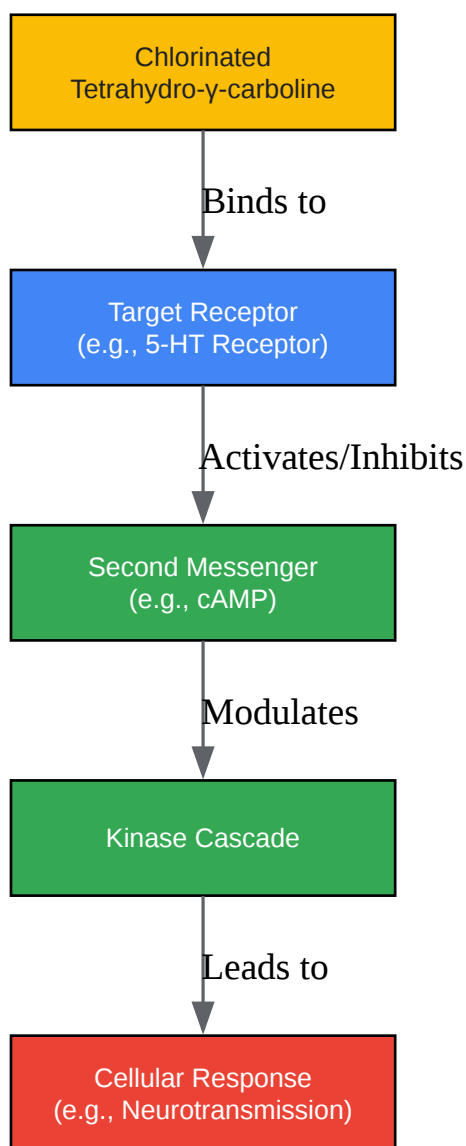 Chlorinated
Tetrahydro-γ-carboline
Binds to
Target Receptor
(e.g., 5-HT Receptor)
Activates/Inhibits
Second Messenger
(e.g., cAMP)
Modulates
Kinase Cascade
Leads to
Cellular Response
(e.g., Neurotransmission)